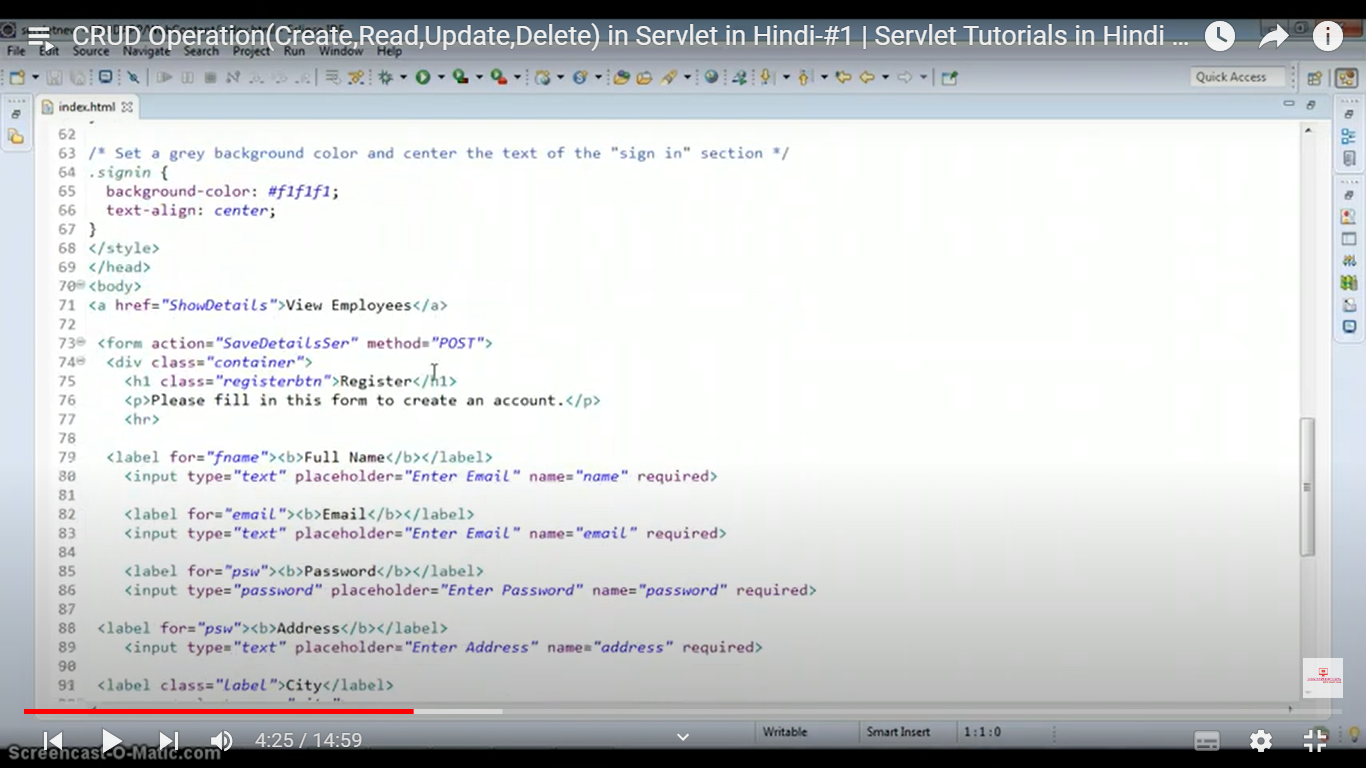 CRUD Operation(Create,Read,Update,Delete) in Servlet in Hindi-#1 | Servlet Tutorials in Hindi ...
File Edit Source Navigate Search Project Run Window Help
Quick Access
index.html
62
63 /* Set a grey background color and center the text of the "sign in" section */
64 .signin {
65 background-color: #f1f1f1;
66 text-align: center;
67 }
68 </style>
69 </head>
70 <body>
71 <a href="ShowDetails">View Employees</a>
72
73 <form action="SaveDetailsSer" method="POST">
74 <div class="container">
75 <h1 class="registerbtn">Register</h1>
76 <p>Please fill in this form to create an account.</p>
77 <hr>
78
79 <label for="fname"><b>Full Name</b></label>
80 <input type="text" placeholder="Enter Email" name="name" required>
81
82 <label for="email"><b>Email</b></label>
83 <input type="text" placeholder="Enter Email" name="email" required>
84
85 <label for="psw"><b>Password</b></label>
86 <input type="password" placeholder="Enter Password" name="password" required>
87
88 <label for="psw"><b>Address</b></label>
89 <input type="text" placeholder="Enter Address" name="address" required>
90
91 <label class="label">City</label>
Writable Smart Insert 1:1:0
4:25 / 14:59
Screencast-O-Matic.com